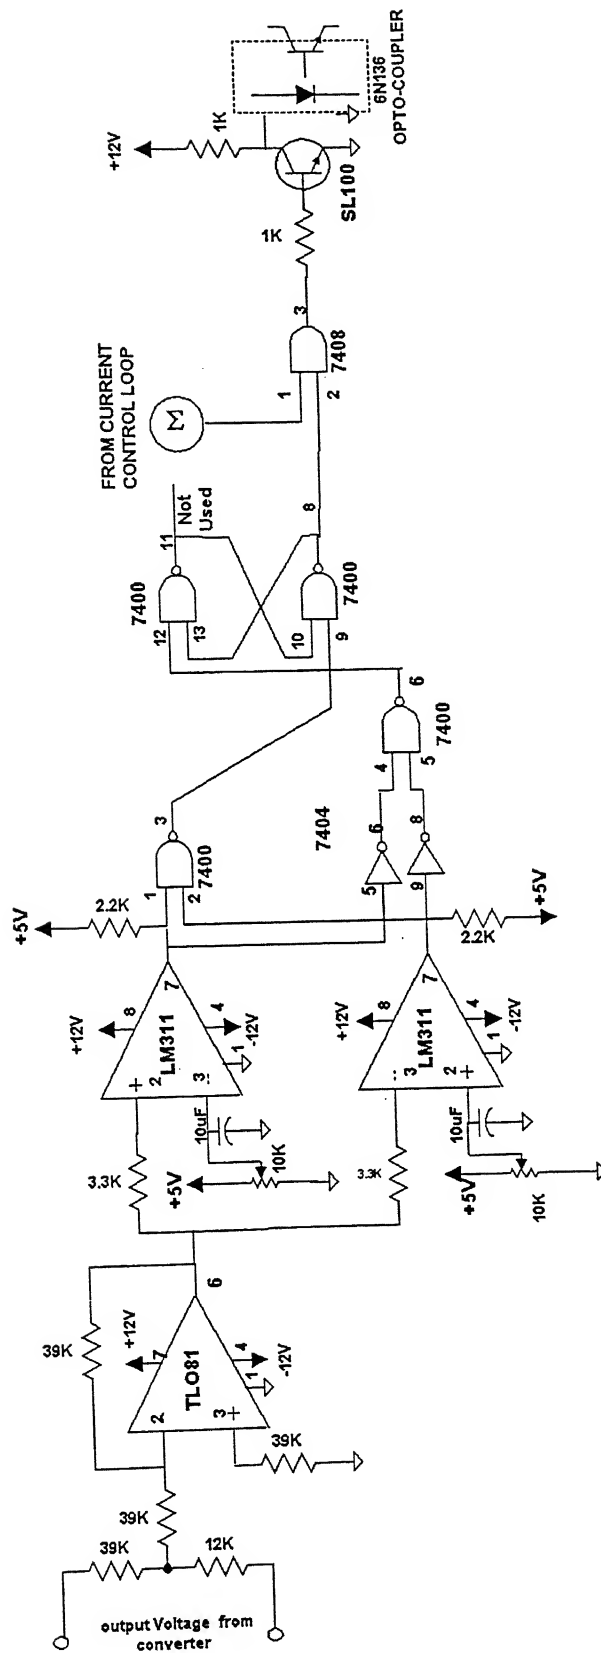 output Voltage from
converter
39K
12K
39K
39K
39K
2
3
+
TLO81
+12V
7
1
4
-12V
6
3.3K
3.3K
+5V
10K
10uF
+
2
3
--
LM311
+12V
8
1
4
-12V
7
+5V
10K
10uF
--
3
2
+
LM311
+12V
8
1
4
-12V
7
+5V
2.2K
2.2K
+5V
1
2
7400
3
7404
5
6
9
8
4
5
7400
6
12
13
7400
11
Not
Used
10
9
7400
8
FROM CURRENT
CONTROL LOOP
Σ
1
2
7408
3
1K
SL100
+12V
1K
6N136
OPTO-COUPLER